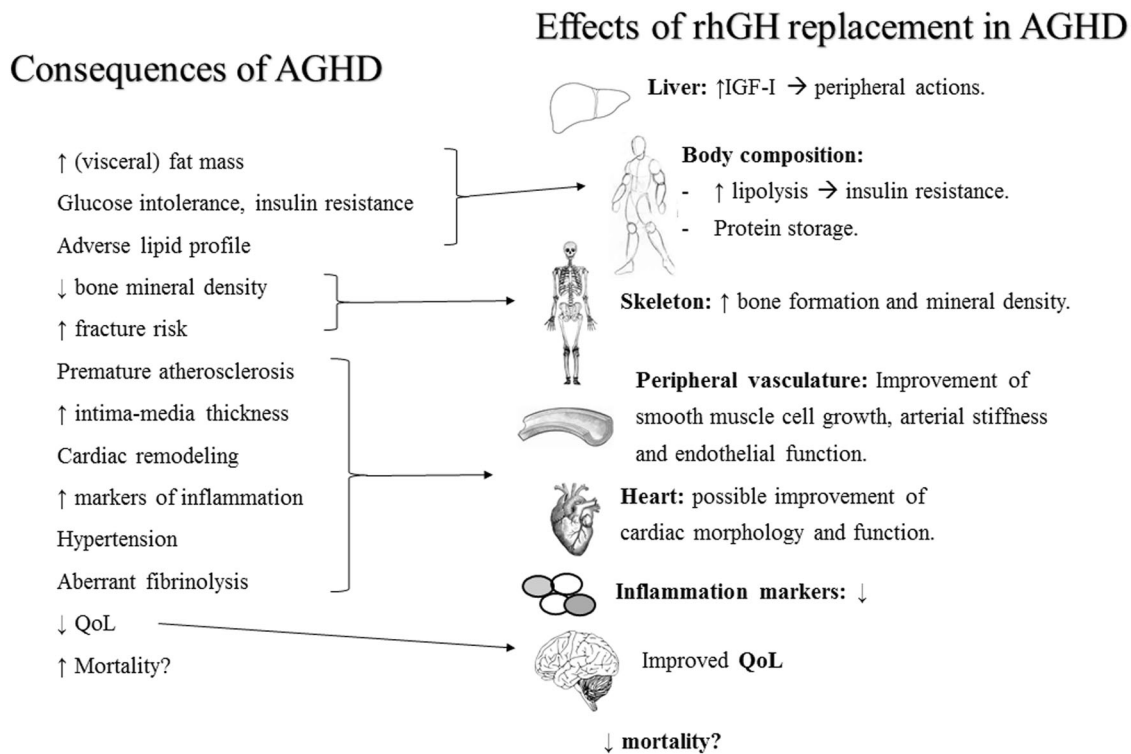 Consequences of AGHD
↑ (visceral) fat mass
Glucose intolerance, insulin resistance
Adverse lipid profile
↓ bone mineral density
↑ fracture risk
Premature atherosclerosis
↑ intima-media thickness
Cardiac remodeling
↑ markers of inflammation
Hypertension
Aberrant fibrinolysis
↓ QoL
↑ Mortality?
Effects of rhGH replacement in AGHD
Liver: ↑IGF-I → peripheral actions.
Body composition:
- ↑ lipolysis → insulin resistance.
- Protein storage.
Skeleton: ↑ bone formation and mineral density.
Peripheral vasculature: Improvement of
smooth muscle cell growth, arterial stiffness
and endothelial function.
Heart: possible improvement of
cardiac morphology and function.
Inflammation markers: ↓
Improved QoL
↓ mortality?